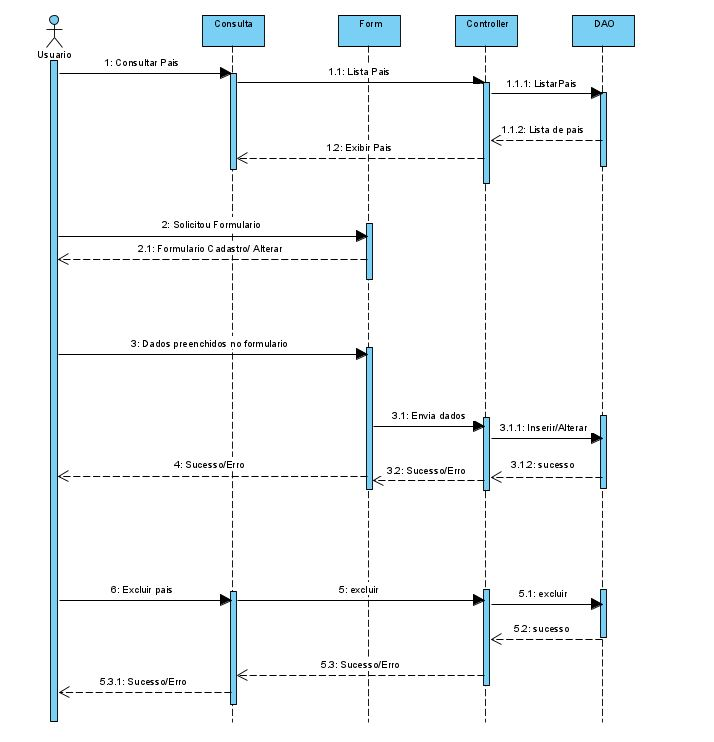 Consulta
Form
Controller
DAO
Usuario
1: Consultar Pais
1.1: Lista Pais
1.1.1: ListarPais
1.1.2: Lista de pais
1.2: Exibir Pais
2: Solicitou Formulario
2.1: Formulario Cadastro/ Alterar
3: Dados preenchidos no formulario
3.1: Envia dados
3.1.1: Inserir/Alterar
4: Sucesso/Erro
3.2: Sucesso/Erro
3.1.2: sucesso
6: Excluir pais
5: excluir
5.1: excluir
5.2: sucesso
5.3: Sucesso/Erro
5.3.1: Sucesso/Erro